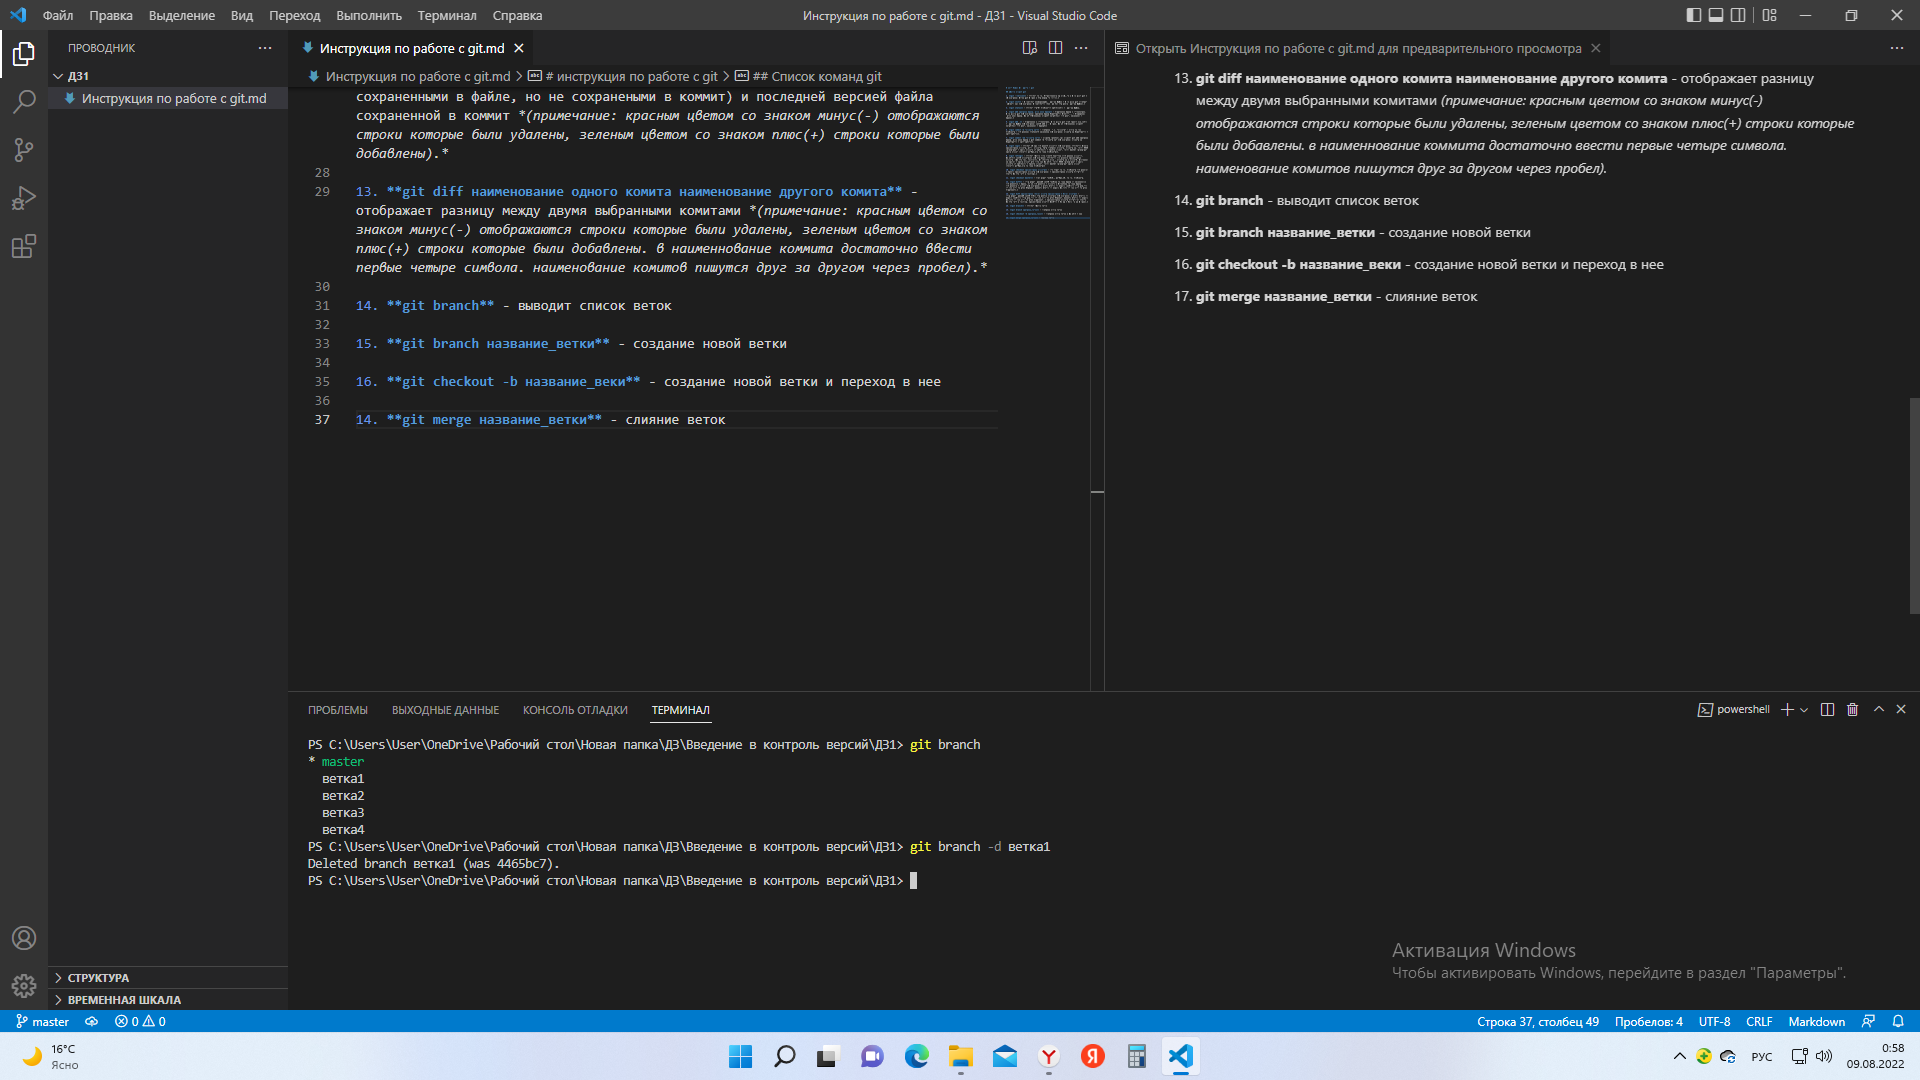 Файл Правка Выделение Вид Переход Выполнить Терминал Справка
Инструкция по работе с git.md - ДЗ1 - Visual Studio Code
ПРОВОДНИК
ДЗ1
Инструкция по работе с git.md
Инструкция по работе с git.md
Инструкция по работе с git.md > # инструкция по работе с git > ## Список команд git
сохраненными в файле, но не сохранены в коммит) и последней версией файла
сохраненной в коммит *(примечание: красным цветом со знаком минус(-) отображаются
строки которые были удалены, зеленым цветом со знаком плюс(+) строки которые были
добавлены).*
28
29 13. **git diff наименование одного комита наименование другого комита** -
отображает разницу между двумя выбранными комитами *(примечание: красным цветом со
знаком минус(-) отображаются строки которые были удалены, зеленым цветом со знаком
плюс(+) строки которые были добавлены. в наименнование коммита достаточно ввести
первые четыре символа. наименование комитов пишутся друг за другом через пробел).*
30
31 14. **git branch** - выводит список веток
32
33 15. **git branch название_ветки** - создание новой ветки
34
35 16. **git checkout -b название_веки** - создание новой ветки и переход в нее
36
37 14. **git merge название_ветки** - слияние веток
Открыть Инструкция по работе с git.md для предварительного просмотра
13. git diff наименование одного комита наименование другого комита - отображает разницу
между двумя выбранными комитами (примечание: красным цветом со знаком минус(-)
отображаются строки которые были удалены, зеленым цветом со знаком плюс(+) строки которые
были добавлены. в наименнование коммита достаточно ввести первые четыре символа.
наименование комитов пишутся друг за другом через пробел).
14. git branch - выводит список веток
15. git branch название_ветки - создание новой ветки
16. git checkout -b название_веки - создание новой ветки и переход в нее
17. git merge название_ветки - слияние веток
ПРОБЛЕМЫ ВЫХОДНЫЕ ДАННЫЕ КОНСОЛЬ ОТЛАДКИ ТЕРМИНАЛ
powershell
PS C:\Users\User\OneDrive\Рабочий стол\Новая папка\ДЗ\Введение в контроль версий\ДЗ1> git branch
* master
ветка1
ветка2
ветка3
ветка4
PS C:\Users\User\OneDrive\Рабочий стол\Новая папка\ДЗ\Введение в контроль версий\ДЗ1> git branch -d ветка1
Deleted branch ветка1 (was 4465bc7).
PS C:\Users\User\OneDrive\Рабочий стол\Новая папка\ДЗ\Введение в контроль версий\ДЗ1>
Активация Windows
Чтобы активировать Windows, перейдите в раздел "Параметры".
СТРУКТУРА
ВРЕМЕННАЯ ШКАЛА
master 0 0
Строка 37, столбец 49 Пробелов: 4 UTF-8 CRLF Markdown
16°C
Ясно
РУС
0:58
09.08.2022